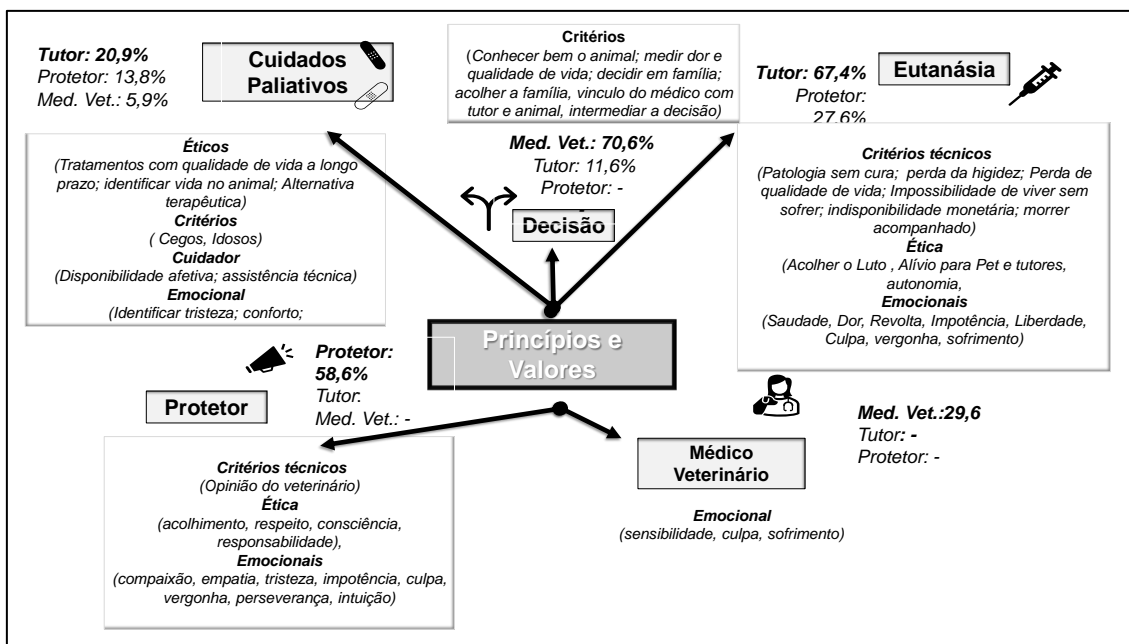 Tutor: 20,9%
Protetor: 13,8%
Med. Vet.: 5,9%
Cuidados
Paliativos
Éticos
(Tratamentos com qualidade de vida a longo
prazo; identificar vida no animal; Alternativa
terapêutica)
Critérios
( Cegos, Idosos)
Cuidador
(Disponibilidade afetiva; assistência técnica)
Emocional
(Identificar tristeza; conforto;
Critérios
(Conhecer bem o animal; medir dor e
qualidade de vida; decidir em família;
acolher a família, vinculo do médico com
tutor e animal, intermediar a decisão)
Med. Vet.: 70,6%
Tutor: 11,6%
Protetor: -
Decisão
Tutor: 67,4%
Protetor:
27,6%
Eutanásia
Critérios técnicos
(Patologia sem cura; perda da higidez; Perda de
qualidade de vida; Impossibilidade de viver sem
sofrer; indisponibilidade monetária; morrer
acompanhado)
Ética
(Acolher o Luto , Alívio para Pet e tutores,
autonomia,
Emocionais
(Saudade, Dor, Revolta, Impotência, Liberdade,
Culpa, vergonha, sofrimento)
Princípios e
Valores
Protetor:
58,6%
Tutor:
Med. Vet.: -
Protetor
Critérios técnicos
(Opinião do veterinário)
Ética
(acolhimento, respeito, consciência,
responsabilidade),
Emocionais
(compaixão, empatia, tristeza, impotência, culpa,
vergonha, perseverança, intuição)
Med. Vet.:29,6
Tutor: -
Protetor: -
Médico
Veterinário
Emocional
(sensibilidade, culpa, sofrimento)